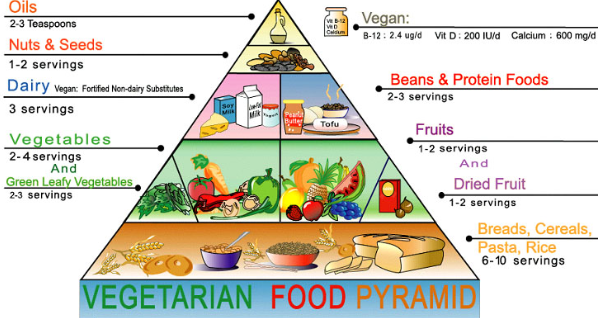 Oils
2-3 Teaspoons
Nuts & Seeds
1-2 servings
Dairy Vegan: Fortified Non-dairy Substitutes
3 servings
Vegetables
2-4 servings
And
Green Leafy Vegetables
2-3 servings
Vit B-12
Vit D
Calcium
Vegan:
B-12 : 2.4 ug/d Vit D : 200 IU/d Calcium : 600 mg/d
Beans & Protein Foods
2-3 servings
Fruits
1-2 servings
And
Dried Fruit
1-2 servings
Breads, Cereals,
Pasta, Rice
6-10 servings
Soy
Milk
Milk
Peanut
Butter
Tofu
VEGETARIAN FOOD PYRAMID